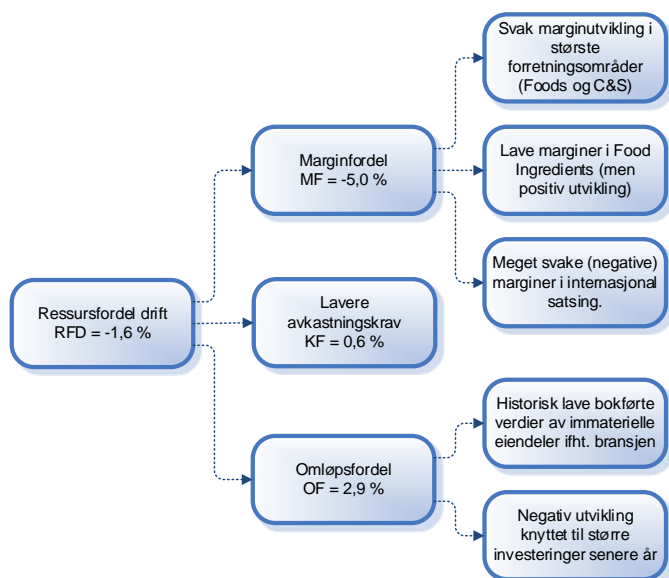 Svak marginutvikling i
største
forretningsområder
(Foods og C&S)
Marginfordel
MF = -5,0 %
Lave marginer i Food
Ingredients (men
positiv utvikling)
Meget svake (negative)
marginer i internasjonal
satsing.
Ressursfordel drift
RFD = -1,6 %
Lavere
avkastningskrav
KF = 0,6 %
Historisk lave bokførte
verdier av immaterielle
eiendeler ifht. bransjen
Omløpsfordel
OF = 2,9 %
Negativ utvikling
knyttet til større
investeringer senere år